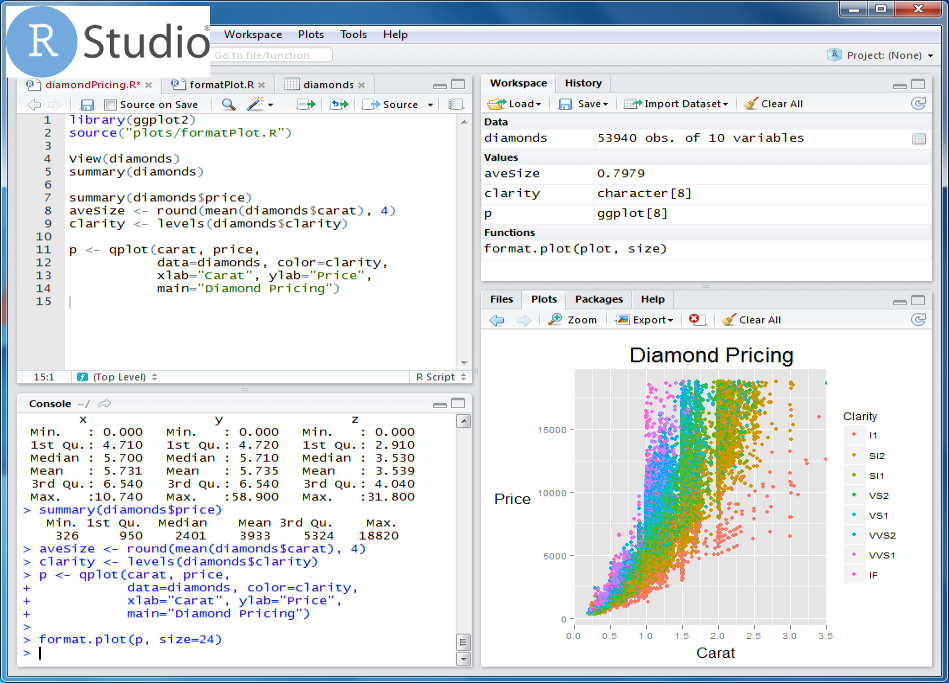 R Studio
Workspace Plots Tools Help
Go to file/function
Project: (None)
diamondPricing.R* formatPlot.R diamonds
Source on Save Source
1 library(ggplot2)
2 source("plots/formatPlot.R")
3
4 View(diamonds)
5 summary(diamonds)
6
7 summary(diamonds$price)
8 aveSize <- round(mean(diamonds$carat), 4)
9 clarity <- levels(diamonds$clarity)
10
11 p <- qplot(carat, price,
12 data=diamonds, color=clarity,
13 xlab="Carat", ylab="Price",
14 main="Diamond Pricing")
15
15:1 (Top Level) R Script
Console ~/
x y z
Min. : 0.000 Min. : 0.000 Min. : 0.000
1st Qu.: 4.710 1st Qu.: 4.720 1st Qu.: 2.910
Median : 5.700 Median : 5.710 Median : 3.530
Mean : 5.731 Mean : 5.735 Mean : 3.539
3rd Qu.: 6.540 3rd Qu.: 6.540 3rd Qu.: 4.040
Max. :10.740 Max. :58.900 Max. :31.800
> summary(diamonds$price)
Min. 1st Qu. Median Mean 3rd Qu. Max.
326 950 2401 3933 5324 18820
> aveSize <- round(mean(diamonds$carat), 4)
> clarity <- levels(diamonds$clarity)
> p <- qplot(carat, price,
+ data=diamonds, color=clarity,
+ xlab="Carat", ylab="Price",
+ main="Diamond Pricing")
>
> format.plot(p, size=24)
>
Workspace History
Load Save Import Dataset Clear All
Data
diamonds 53940 obs. of 10 variables
Values
aveSize 0.7979
clarity character[8]
p ggplot[8]
Functions
format.plot(plot, size)
Files Plots Packages Help
Zoom Export Clear All
Diamond Pricing
Price
15000
10000
5000
0
0.0 0.5 1.0 1.5 2.0 2.5 3.0 3.5
Carat
Clarity
I1
SI2
SI1
VS2
VS1
VVS2
VVS1
IF